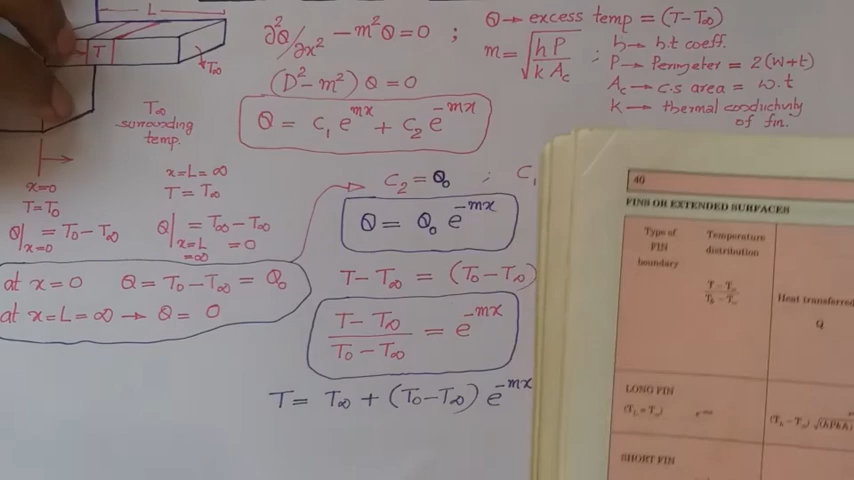 L
T
T∞
T∞
surrounding
temp.
∂²θ/∂x² − m²θ = 0 ;
(D² − m²) θ = 0
θ = C₁ e^mx + C₂ e^−mx
θ → excess temp = (T − T∞)
m = √(hP / k Ac) ;
h → h.t coeff.
P → Perimeter = 2(w+t)
Ac → c.s area = w.t
k → thermal conductivity
of fin.
x=0
T=T₀
θ|x=0 = T₀ − T∞
x=L=∞
T = T∞
θ|x=L=∞ = T∞ − T∞
= 0
at x=0 θ = T₀ − T∞ = θ₀
at x=L=∞ → θ = 0
C₂ = θ₀ ; C₁
θ = θ₀ e^−mx
T − T∞ = (T₀ − T∞)
T − T∞ / T₀ − T∞ = e^−mx
T = T∞ + (T₀ − T∞) e^−mx
46
FINS OR EXTENDED SURFACES
Type of
FIN
boundary
Temperature
distribution
Heat transferred
Q
LONG FIN
SHORT FIN